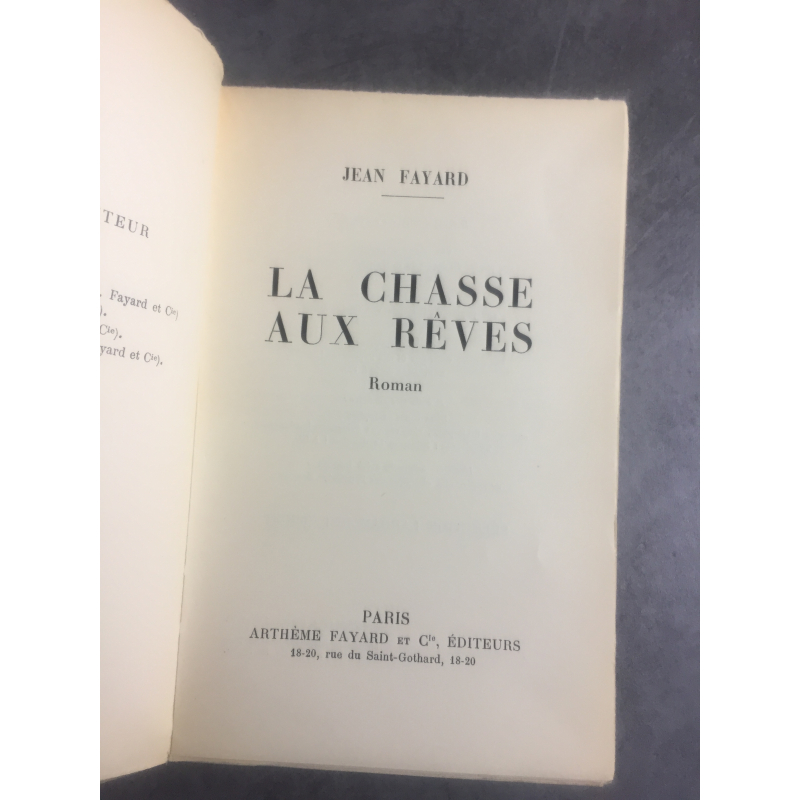 TEUR
Fayard et Cie)
).
Cie).
yard et Cie).
JEAN FAYARD
LA CHASSE
AUX RÊVES
Roman
PARIS
ARTHÈME FAYARD ET Cie, ÉDITEURS
18-20, rue du Saint-Gothard, 18-20